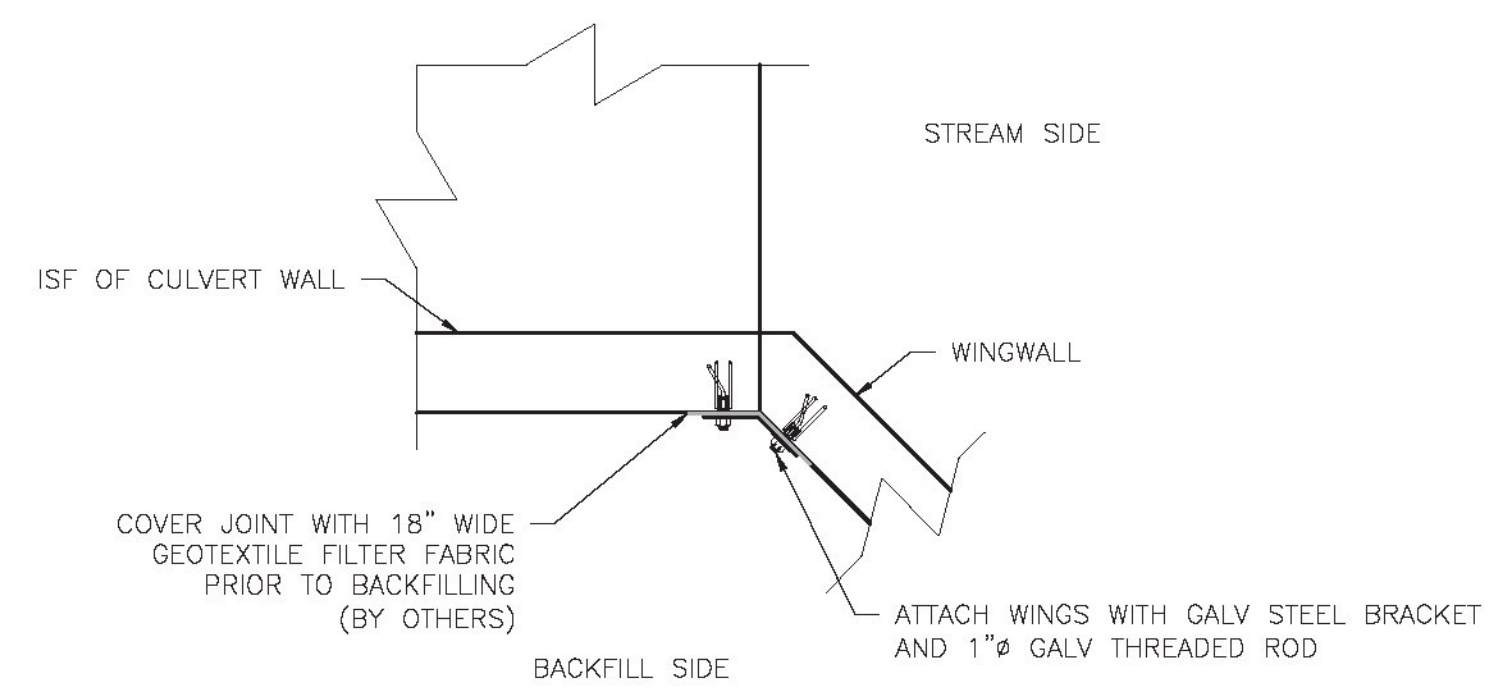 STREAM SIDE
ISF OF CULVERT WALL
WINGWALL
COVER JOINT WITH 18" WIDE
GEOTEXTILE FILTER FABRIC
PRIOR TO BACKFILLING
(BY OTHERS)
ATTACH WINGS WITH GALV STEEL BRACKET
AND 1"ø GALV THREADED ROD
BACKFILL SIDE